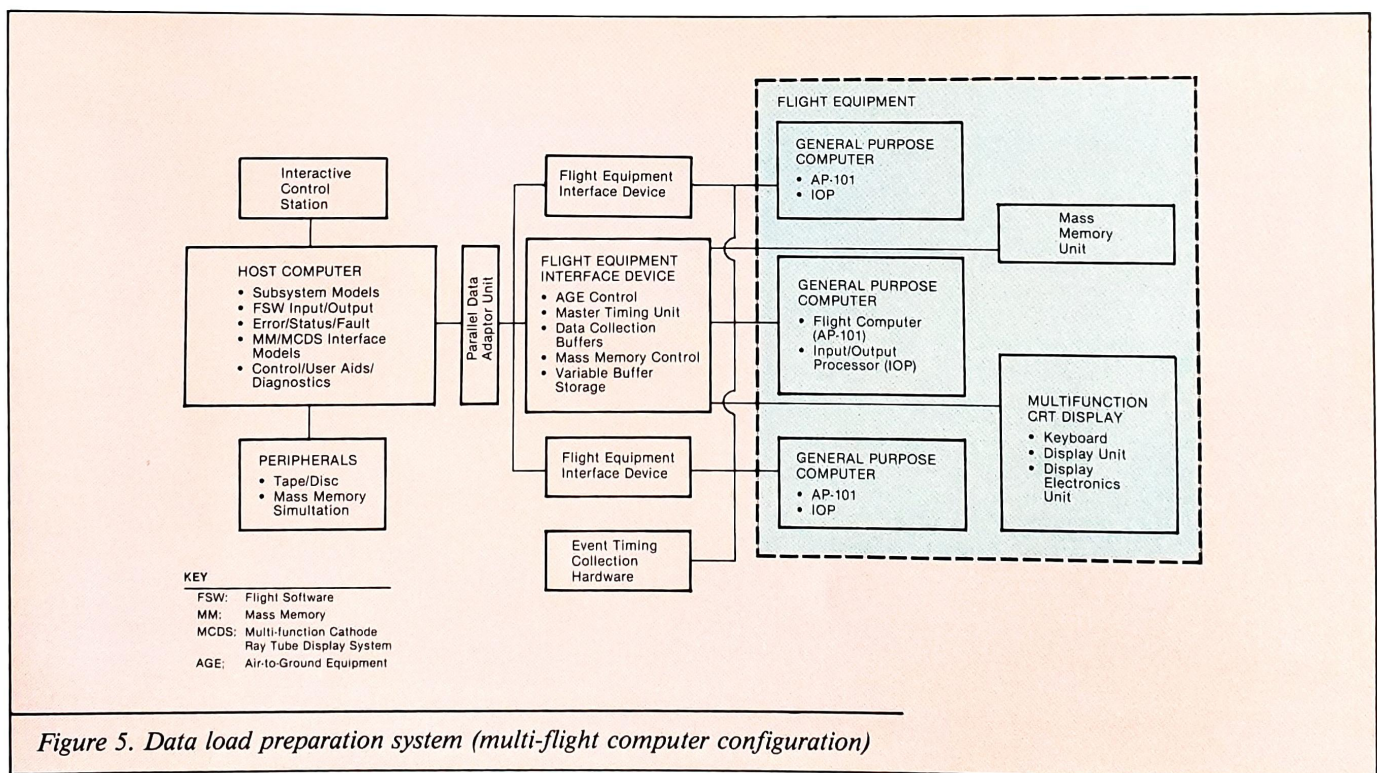 Interactive
Control
Station
HOST COMPUTER
• Subsystem Models
• FSW Input/Output
• Error/Status/Fault
• MM/MCDS Interface
Models
• Control/User Aids/
Diagnostics
PERIPHERALS
• Tape/Disc
• Mass Memory
Simultation
Parallel Data
Adaptor Unit
Flight Equipment
Interface Device
FLIGHT EQUIPMENT
INTERFACE DEVICE
• AGE Control
• Master Timing Unit
• Data Collection
Buffers
• Mass Memory Control
• Variable Buffer
Storage
Flight Equipment
Interface Device
Event Timing
Collection
Hardware
FLIGHT EQUIPMENT
GENERAL PURPOSE
COMPUTER
• AP-101
• IOP
GENERAL PURPOSE
COMPUTER
• Flight Computer
(AP-101)
• Input/Output
Processor (IOP)
GENERAL PURPOSE
COMPUTER
• AP-101
• IOP
Mass
Memory
Unit
MULTIFUNCTION
CRT DISPLAY
• Keyboard
• Display Unit
• Display
Electronics
Unit
KEY
FSW: Flight Software
MM: Mass Memory
MCDS: Multi-function Cathode
Ray Tube Display System
AGE: Air-to-Ground Equipment
Figure 5. Data load preparation system (multi-flight computer configuration)